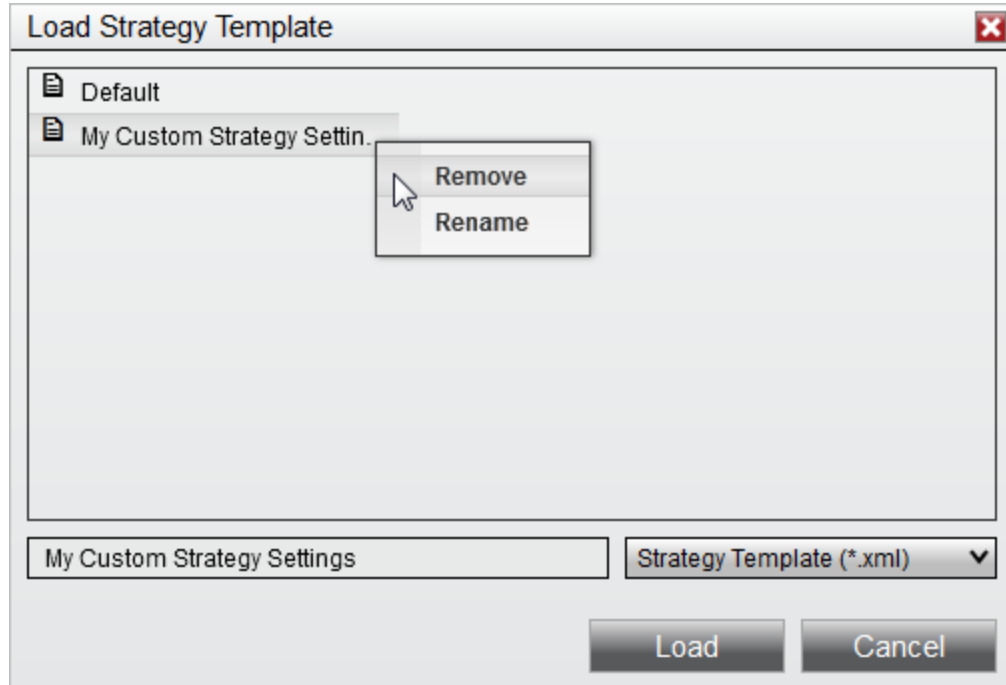 Load Strategy Template
Default
My Custom Strategy Settin.
Remove
Rename
My Custom Strategy Settings
Strategy Template (*.xml)
Load
Cancel